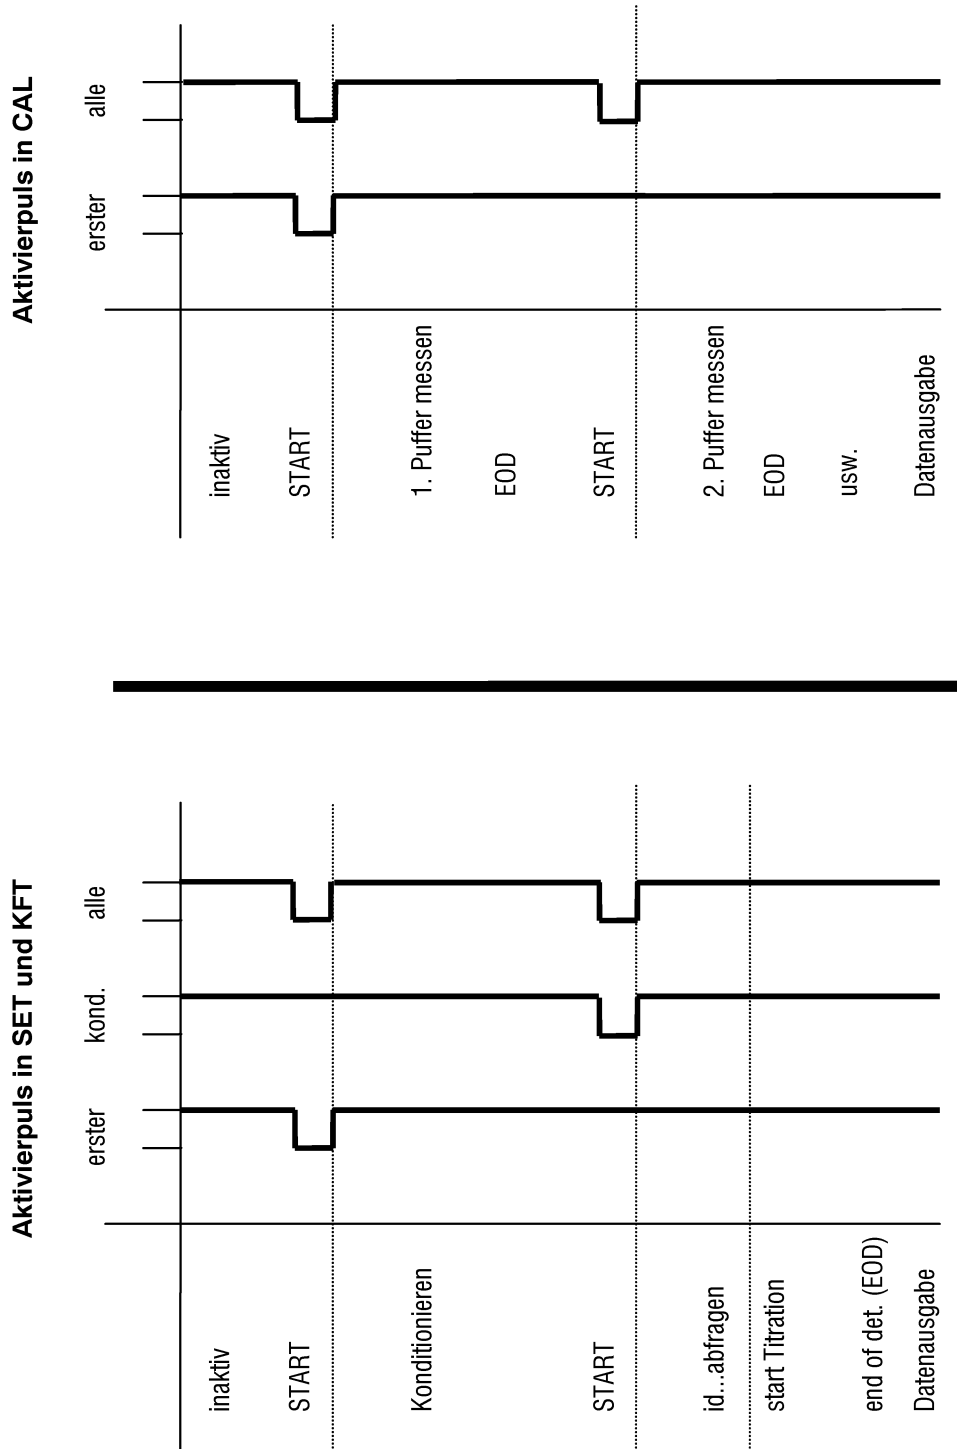 Aktivierpuls in SET und KFT
alle
kond.
erster
inaktiv
START
Konditionieren
START
id...abfragen
start Titration
end of det. (EOD)
Datenausgabe
Aktivierpuls in CAL
alle
erster
inaktiv
START
1. Puffer messen
EOD
START
2. Puffer messen
EOD
usw.
Datenausgabe